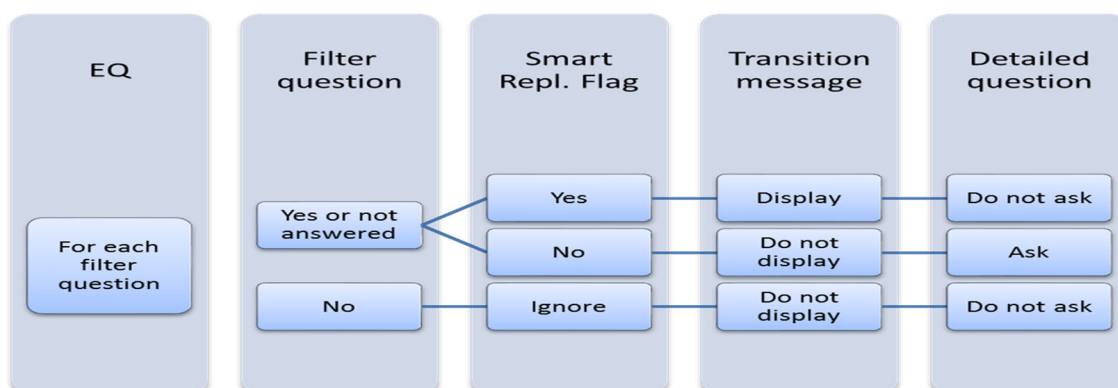 EQ
Filter
question
Smart
Repl. Flag
Transition
message
Detailed
question
For each
filter
question
Yes or not
answered
Yes
Display
Do not ask
No
Do not
display
Ask
No
Ignore
Do not
display
Do not ask